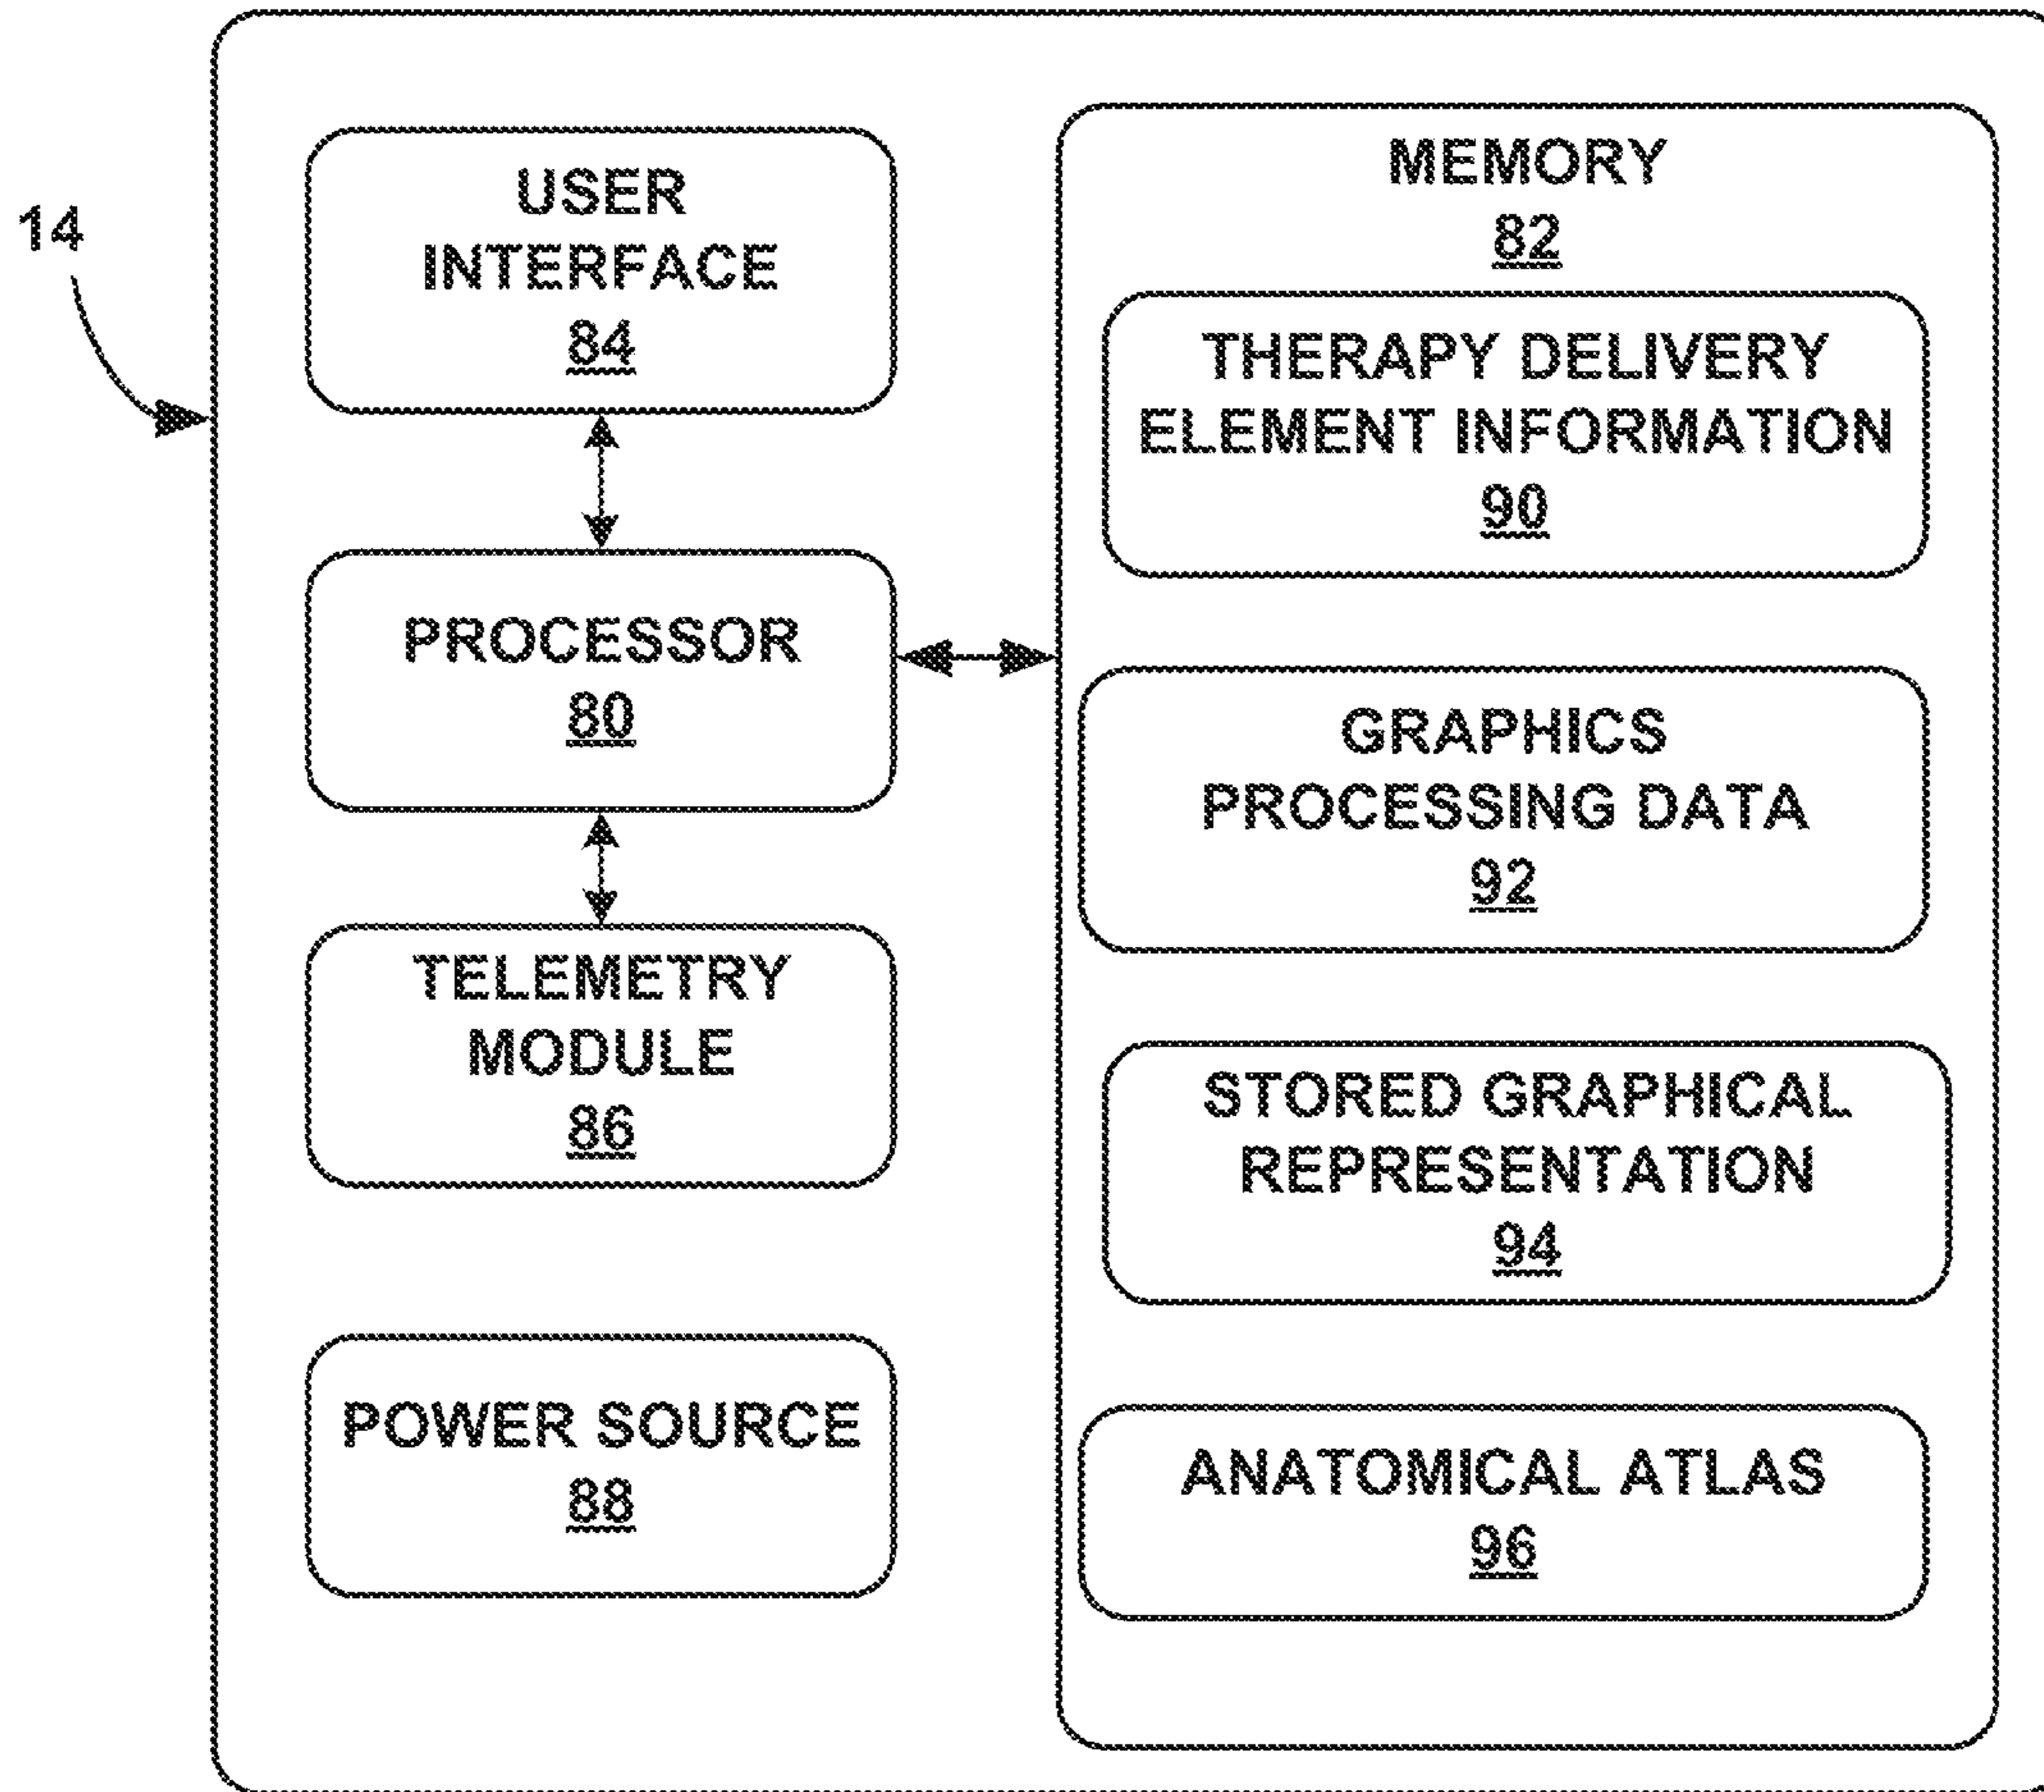 14
USER
INTERFACE
84
PROCESSOR
80
TELEMETRY
MODULE
86
POWER SOURCE
88
MEMORY
82
THERAPY DELIVERY
ELEMENT INFORMATION
90
GRAPHICS
PROCESSING DATA
92
STORED GRAPHICAL
REPRESENTATION
94
ANATOMICAL ATLAS
96